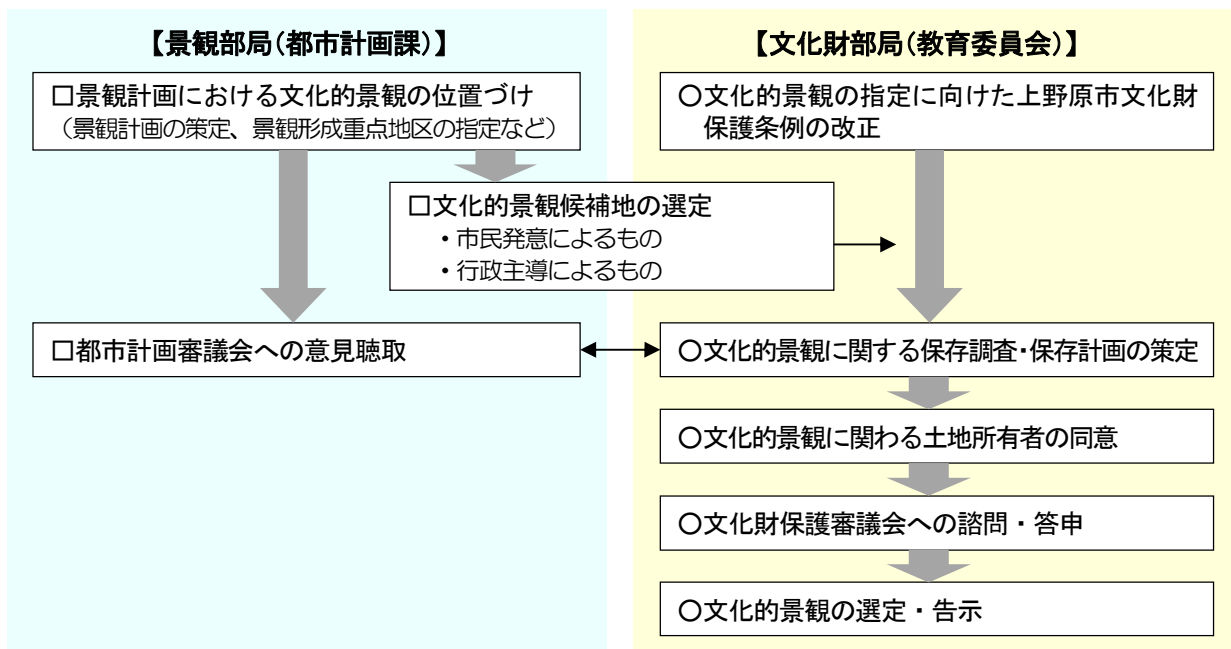 【景観部局（都市計画課）】
□景観計画における文化的景観の位置づけ
（景観計画の策定、景観形成重点地区の指定など）
□文化的景観候補地の選定
・市民発意によるもの
・行政主導によるもの
□都市計画審議会への意見聴取
【文化財部局（教育委員会）】
○文化的景観の指定に向けた上野原市文化財
保護条例の改正
○文化的景観に関する保存調査・保存計画の策定
○文化的景観に関わる土地所有者の同意
○文化財保護審議会への諮問・答申
○文化的景観の選定・告示